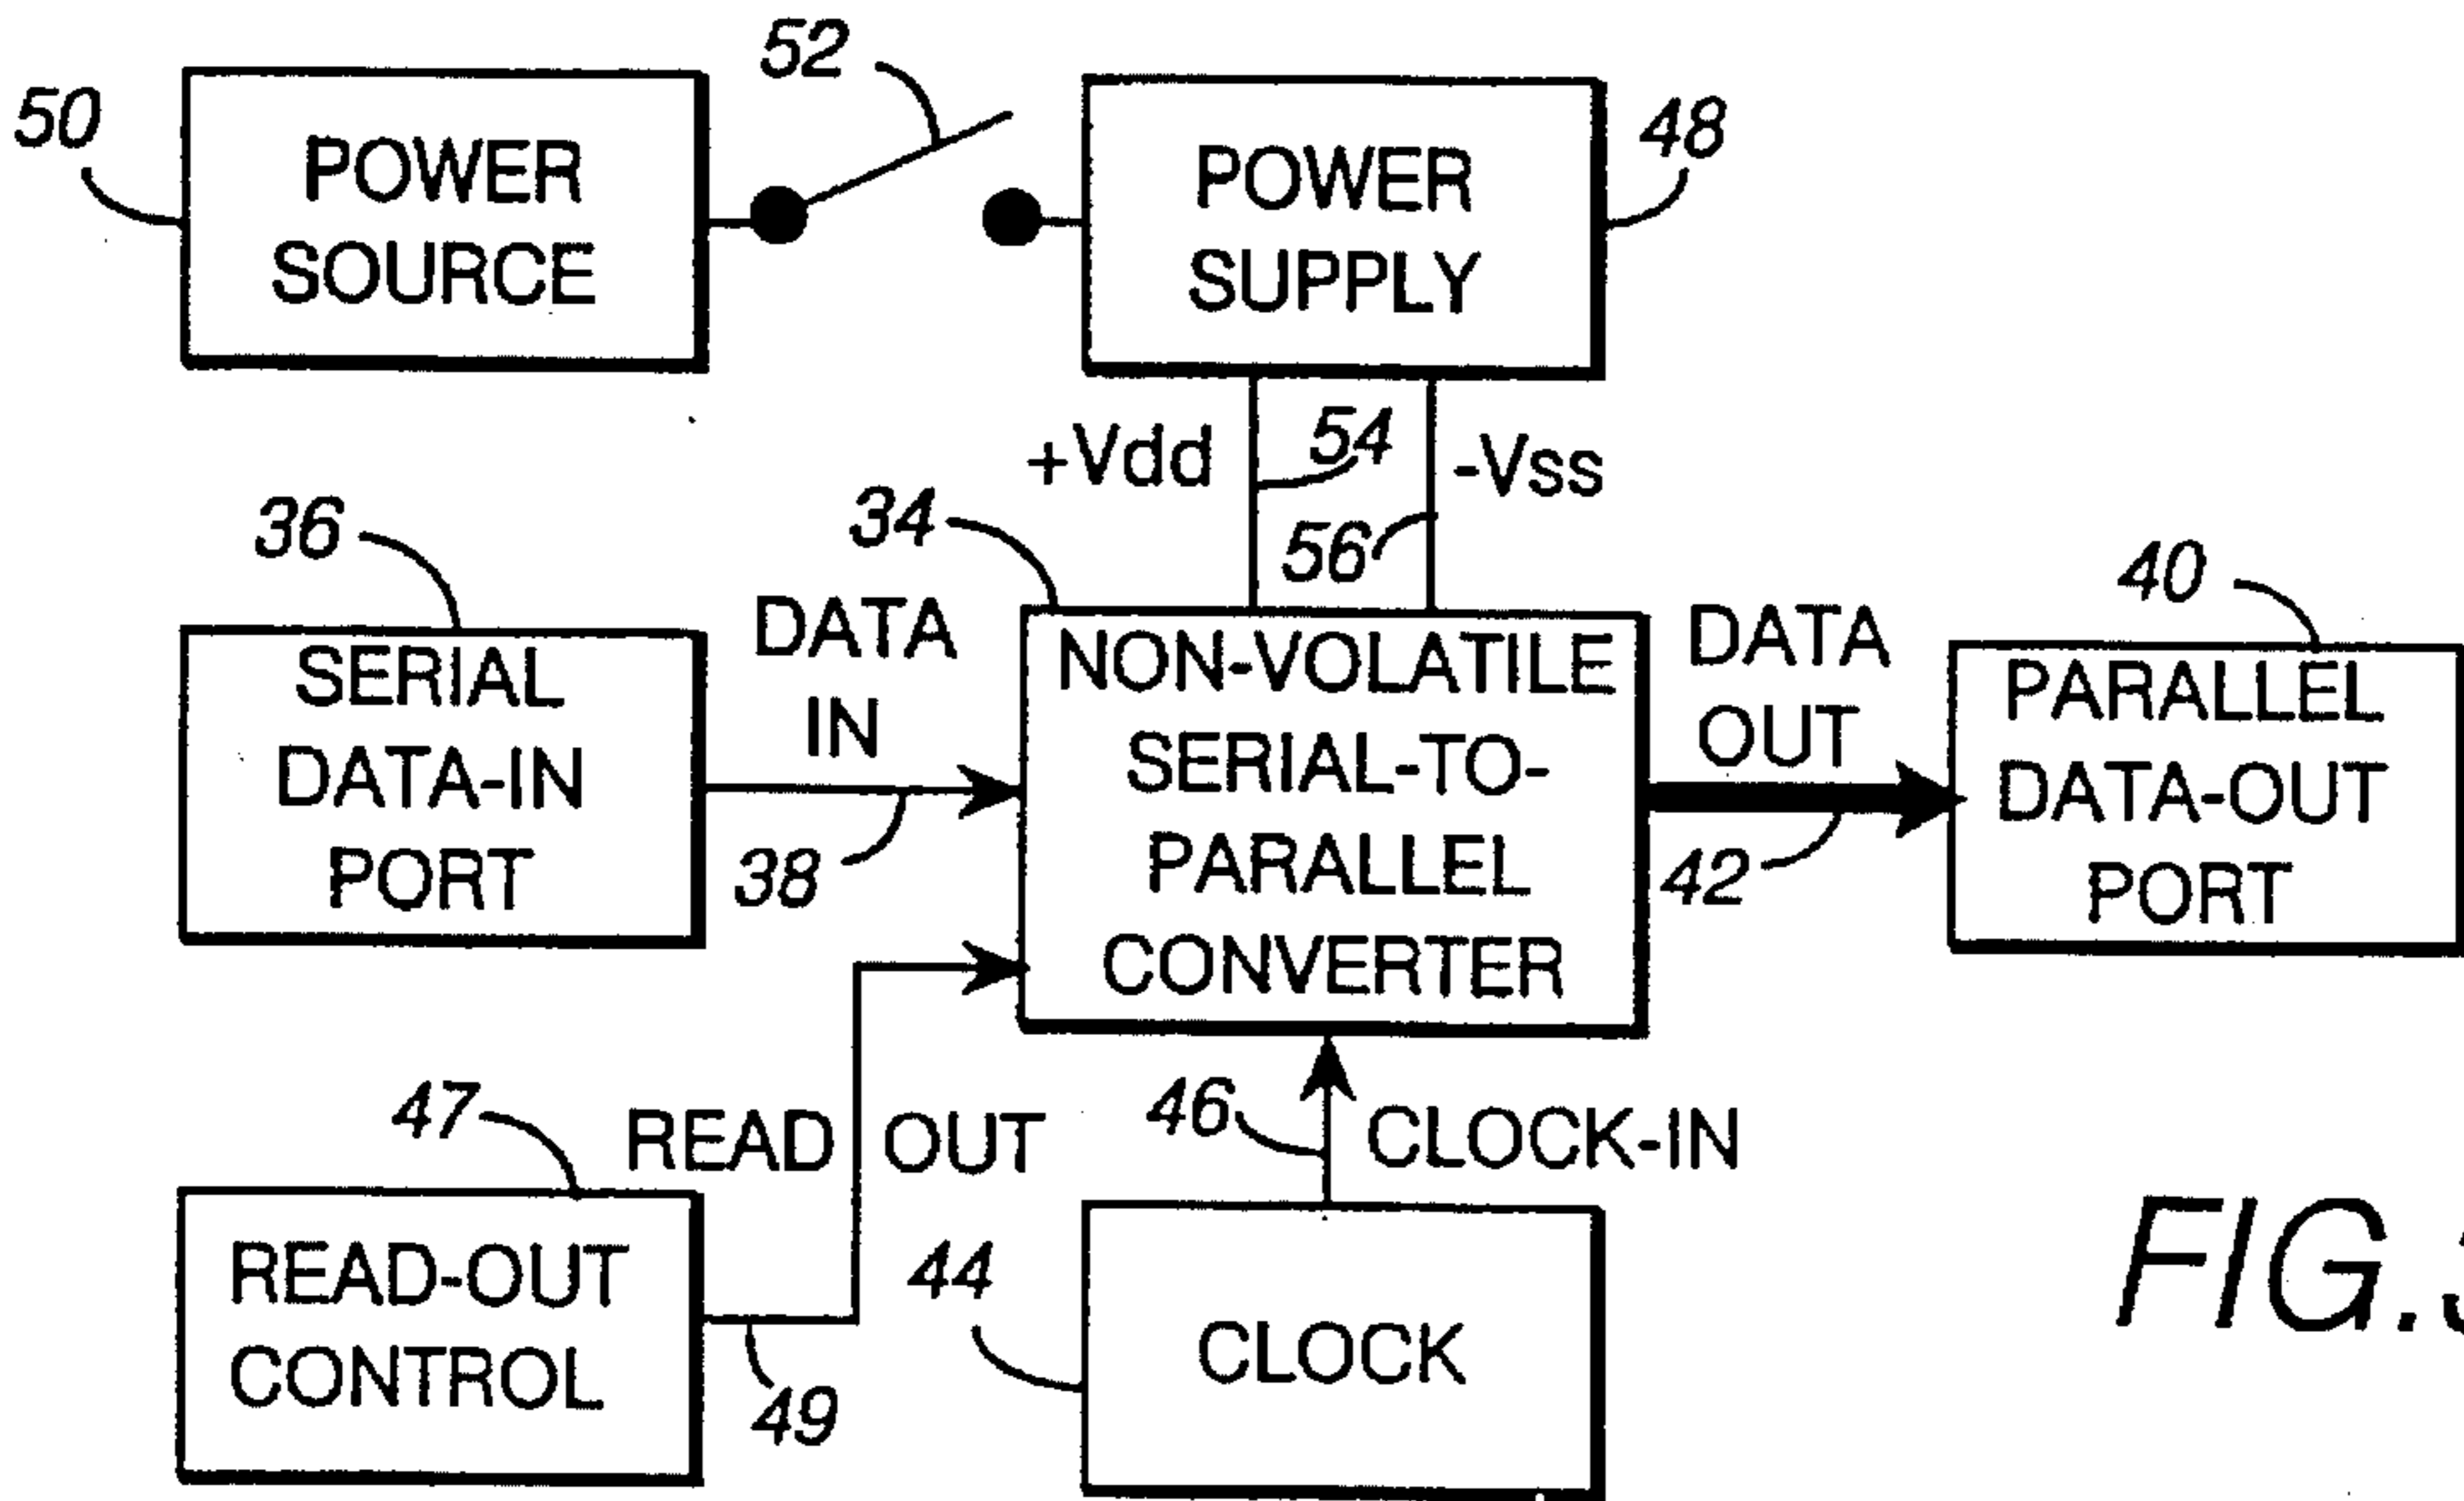 52
50
POWER
SOURCE
POWER
SUPPLY
48
+Vdd
54
-Vss
34
56
36
SERIAL
DATA-IN
PORT
DATA
IN
38
NON-VOLATILE
SERIAL-TO-
PARALLEL
CONVERTER
DATA
OUT
42
40
PARALLEL
DATA-OUT
PORT
47
READ OUT
46
CLOCK-IN
READ-OUT
CONTROL
49
44
CLOCK
FIG.